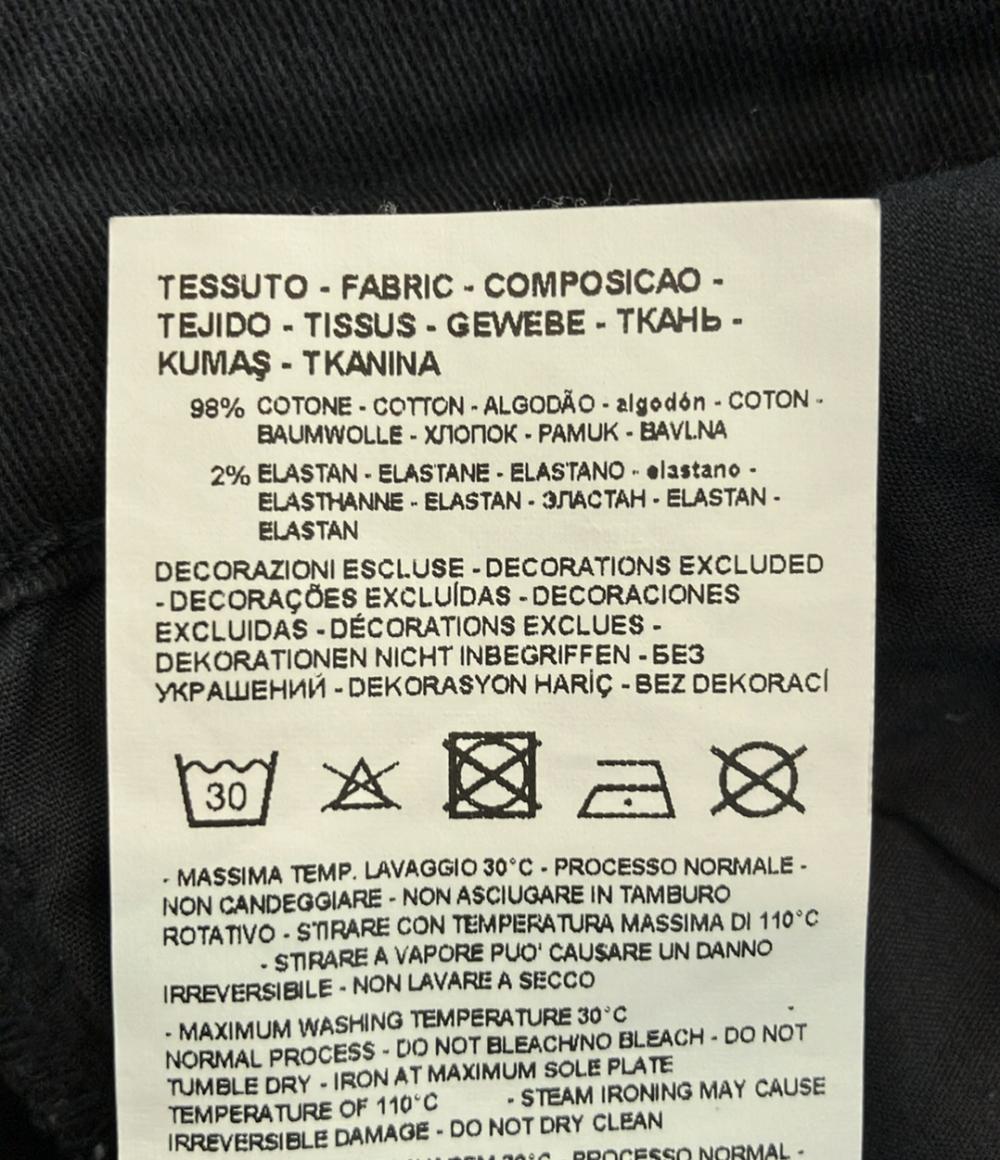 TESSUTO - FABRIC - COMPOSICAO -
TEJIDO - TISSUS - GEWEBE - ТКАНЬ -
KUMAŞ - TKANINA
98% COTONE - COTTON - ALGODÃO - algodón - COTON -
BAUMWOLLE - ХЛОПОК - PAMUK - BAVLNA
2% ELASTAN - ELASTANE - ELASTANO - elastano -
ELASTHANNE - ELASTAN - ЭЛАСТАН - ELASTAN -
ELASTAN
DECORAZIONI ESCLUSE - DECORATIONS EXCLUDED
- DECORAÇÕES EXCLUÍDAS - DECORACIONES
EXCLUIDAS - DÉCORATIONS EXCLUES -
DEKORATIONEN NICHT INBEGRIFFEN - БЕЗ
УКРАШЕНИЙ - DEKORASYON HARİÇ - BEZ DEKORACÍ
30
- MASSIMA TEMP. LAVAGGIO 30°C - PROCESSO NORMALE -
NON CANDEGGIARE - NON ASCIUGARE IN TAMBURO
ROTATIVO - STIRARE CON TEMPERATURA MASSIMA DI 110°C
- STIRARE A VAPORE PUO' CAUSARE UN DANNO
IRREVERSIBILE - NON LAVARE A SECCO
- MAXIMUM WASHING TEMPERATURE 30°C -
NORMAL PROCESS - DO NOT BLEACH/NO BLEACH - DO NOT
TUMBLE DRY - IRON AT MAXIMUM SOLE PLATE
TEMPERATURE OF 110°C - STEAM IRONING MAY CAUSE
IRREVERSIBLE DAMAGE - DO NOT DRY CLEAN
30°C - PROCESSO NORMAL -